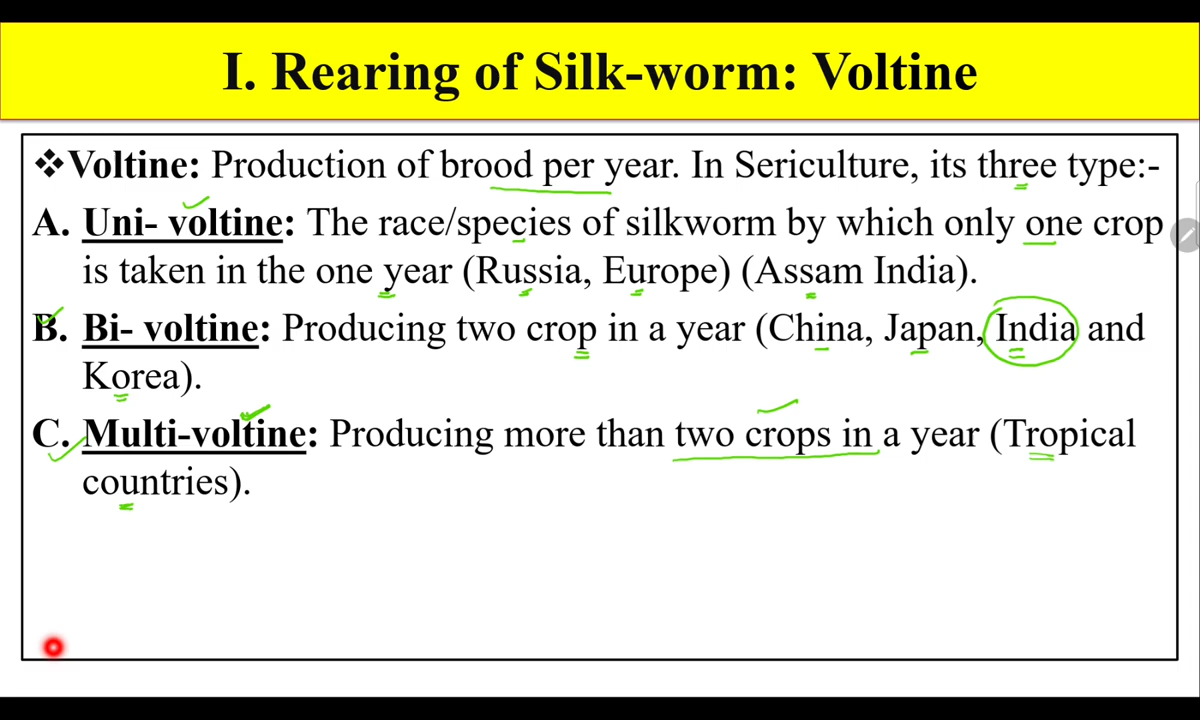 I. Rearing of Silk-worm: Voltine
❖Voltine: Production of brood per year. In Sericulture, its three type:-
A. Uni- voltine: The race/species of silkworm by which only one crop
is taken in the one year (Russia, Europe) (Assam India).
B. Bi- voltine: Producing two crop in a year (China, Japan, India and
Korea).
C. Multi-voltine: Producing more than two crops in a year (Tropical
countries).